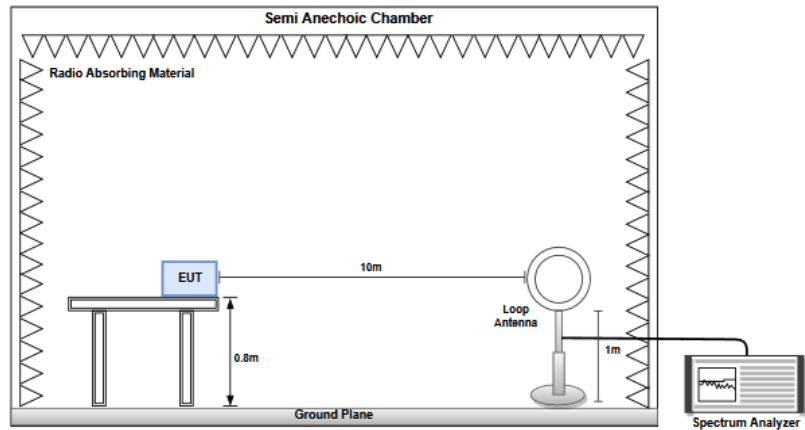 Semi Anechoic Chamber
Radio Absorbing Material
EUT
10m
Loop
Antenna
0.8m
1m
Ground Plane
Spectrum Analyzer